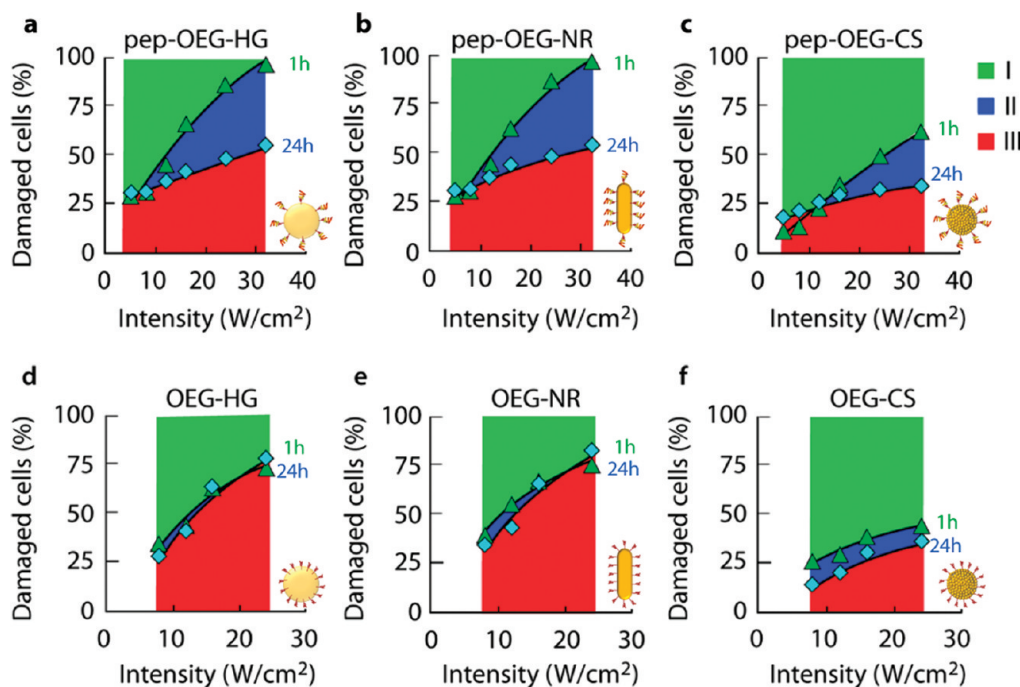 a
pep-OEG-HG
Damaged cells (%)
100
75
50
25
0
1h
24h
0 10 20 30 40
Intensity (W/cm²)
b
pep-OEG-NR
Damaged cells (%)
100
75
50
25
0
1h
24h
0 10 20 30 40
Intensity (W/cm²)
c
pep-OEG-CS
Damaged cells (%)
100
75
50
25
0
1h
24h
0 10 20 30 40
Intensity (W/cm²)
I
II
III
d
OEG-HG
Damaged cells (%)
100
75
50
25
0
1h
24h
0 10 20 30
Intensity (W/cm²)
e
OEG-NR
Damaged cells (%)
100
75
50
25
0
1h
24h
0 10 20 30
Intensity (W/cm²)
f
OEG-CS
Damaged cells (%)
100
75
50
25
0
1h
24h
0 10 20 30
Intensity (W/cm²)